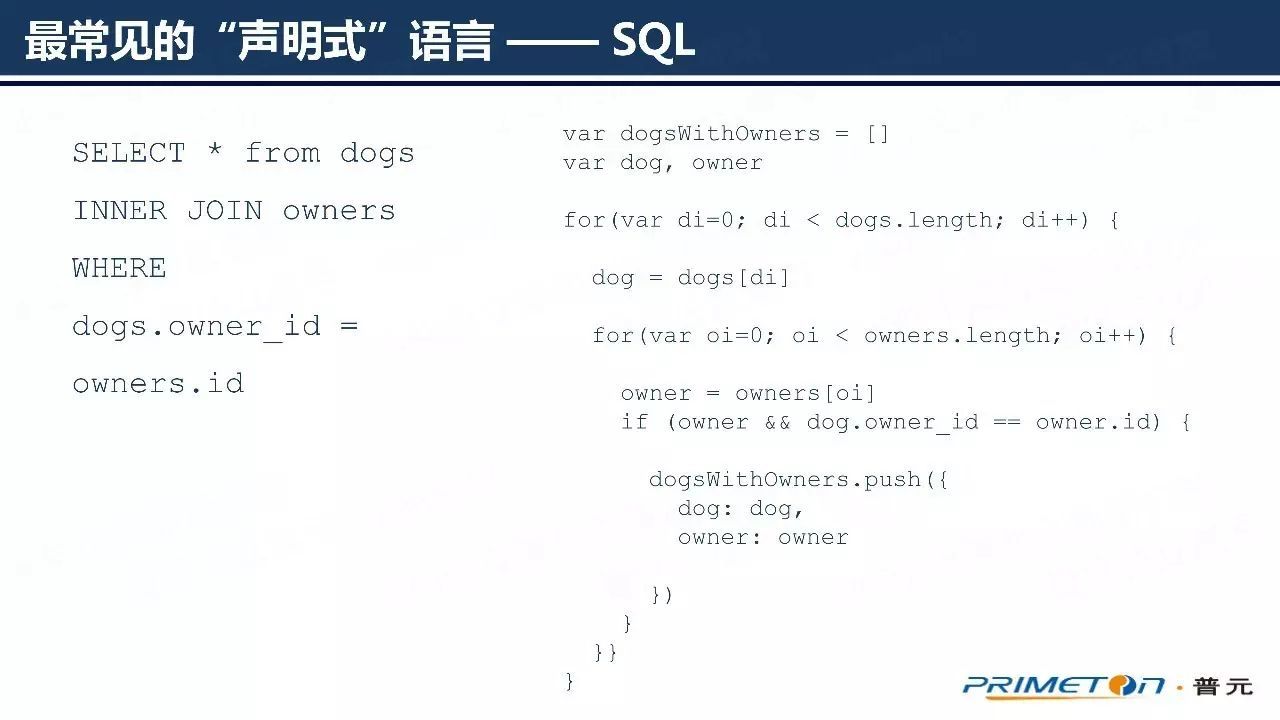 最常见的“声明式”语言 —— SQL
SELECT * from dogs
INNER JOIN owners
WHERE
dogs.owner_id =
owners.id
var dogsWithOwners = []
var dog, owner
for(var di=0; di < dogs.length; di++) {
dog = dogs[di]
for(var oi=0; oi < owners.length; oi++) {
owner = owners[oi]
if (owner && dog.owner_id == owner.id) {
dogsWithOwners.push({
dog: dog,
owner: owner
})
}
}}
}
PRIMETON·普元